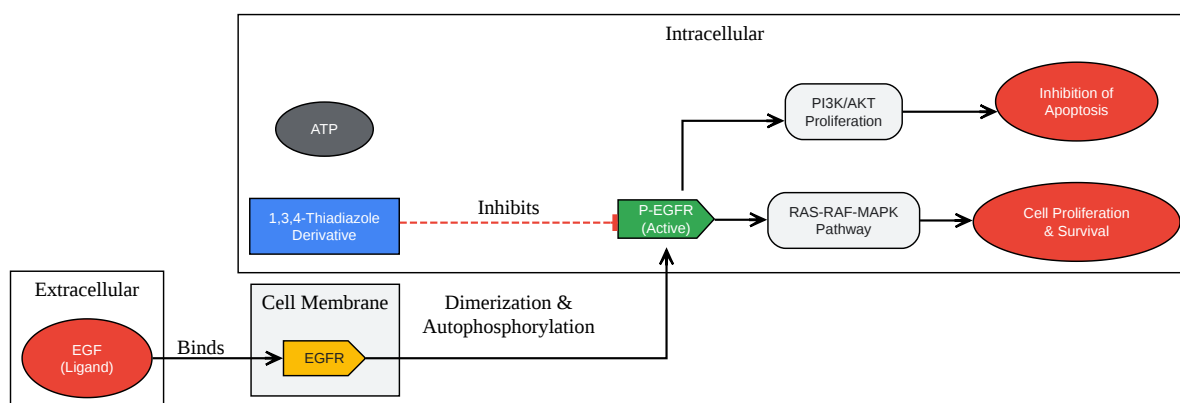 Intracellular
PI3K/AKT
Proliferation
Inhibition of
Apoptosis
ATP
1,3,4-Thiadiazole
Derivative
Inhibits
P-EGFR
(Active)
RAS-RAF-MAPK
Pathway
Cell Proliferation
& Survival
Extracellular
EGF
(Ligand)
Binds
Cell Membrane
EGFR
Dimerization &
Autophosphorylation